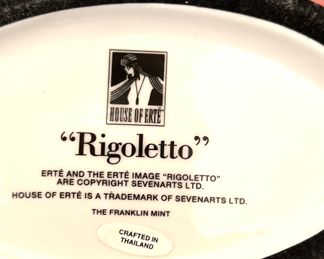 HOUSE OF ERTÉ
“Rigoletto”
ERTÉ AND THE ERTÉ IMAGE "RIGOLETTO"
ARE COPYRIGHT SEVENARTS LTD.
HOUSE OF ERTÉ IS A TRADEMARK OF SEVENARTS LTD.
THE FRANKLIN MINT
CRAFTED IN
THAILAND